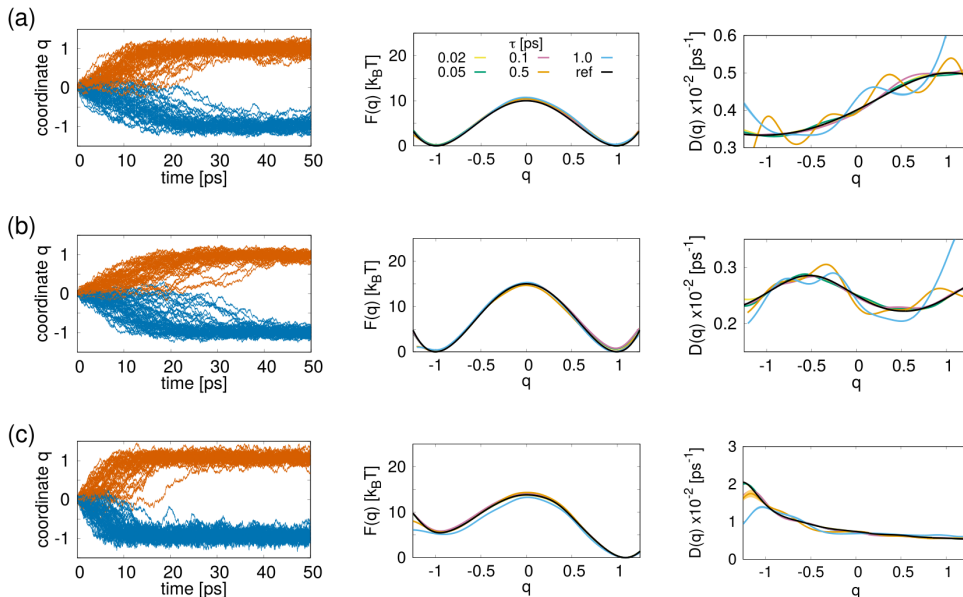 (a)
coordinate q
1
0
-1
0 10 20 30 40 50
time [ps]
F(q) [kBT]
20
10
0
τ [ps]
0.02 0.1 1.0
0.05 0.5 ref
-1 -0.5 0 0.5 1
q
D(q) x10-2 [ps-1]
0.6
0.5
0.4
0.3
-1 -0.5 0 0.5 1
q
(b)
coordinate q
1
0
-1
0 10 20 30 40 50
time [ps]
F(q) [kBT]
20
10
0
-1 -0.5 0 0.5 1
q
D(q) x10-2 [ps-1]
0.3
0.2
-1 -0.5 0 0.5 1
q
(c)
coordinate q
1
0
-1
0 10 20 30 40 50
time [ps]
F(q) [kBT]
20
10
0
-1 -0.5 0 0.5 1
q
D(q) x10-2 [ps-1]
3
2
1
0
-1 -0.5 0 0.5 1
q